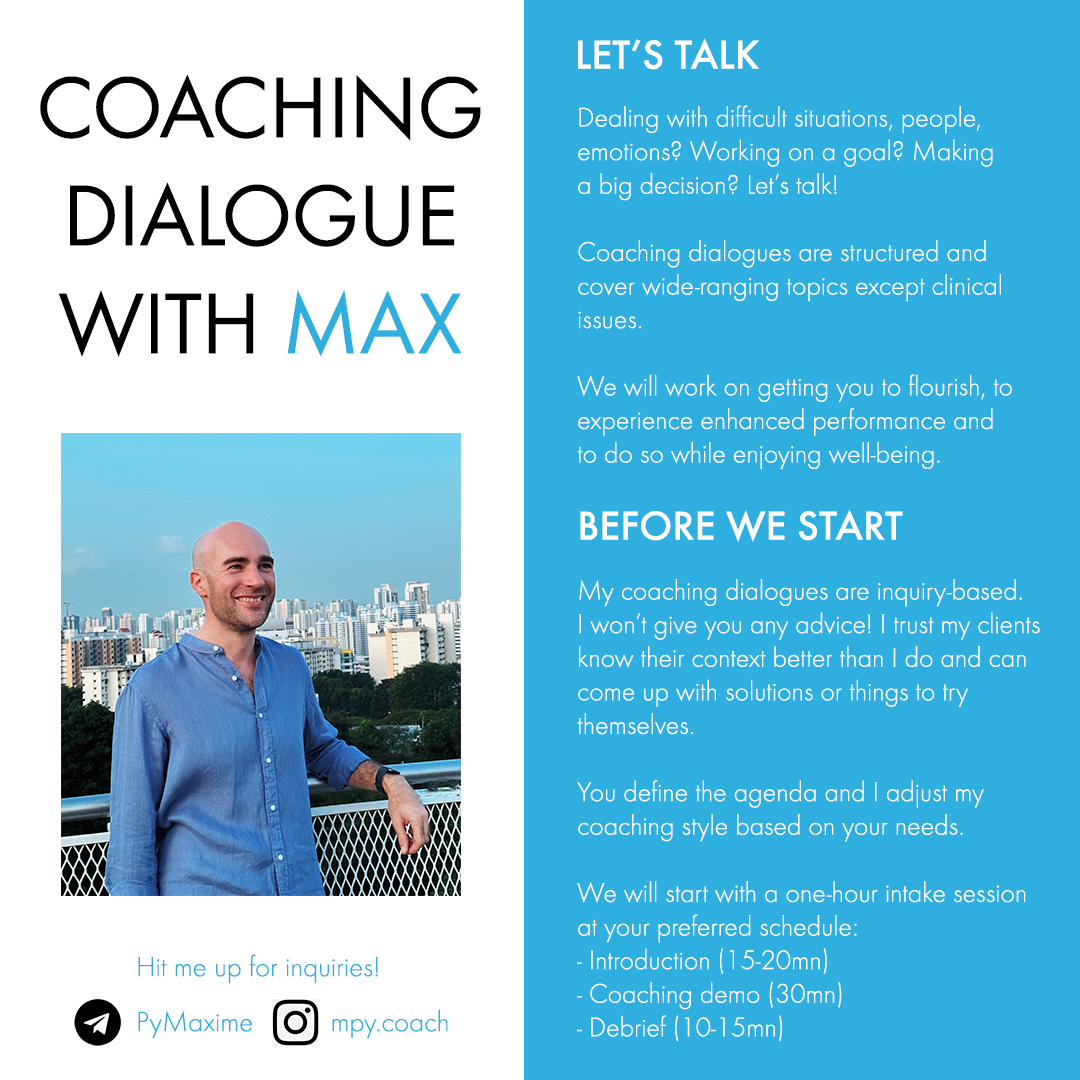 COACHING
DIALOGUE
WITH MAX
Hit me up for inquiries!
PyMaxime
mpy.coach
LET’S TALK
Dealing with difficult situations, people,
emotions? Working on a goal? Making
a big decision? Let’s talk!
Coaching dialogues are structured and
cover wide-ranging topics except clinical
issues.
We will work on getting you to flourish, to
experience enhanced performance and
to do so while enjoying well-being.
BEFORE WE START
My coaching dialogues are inquiry-based.
I won’t give you any advice! I trust my clients
know their context better than I do and can
come up with solutions or things to try
themselves.
You define the agenda and I adjust my
coaching style based on your needs.
We will start with a one-hour intake session
at your preferred schedule:
- Introduction (15-20mn)
- Coaching demo (30mn)
- Debrief (10-15mn)